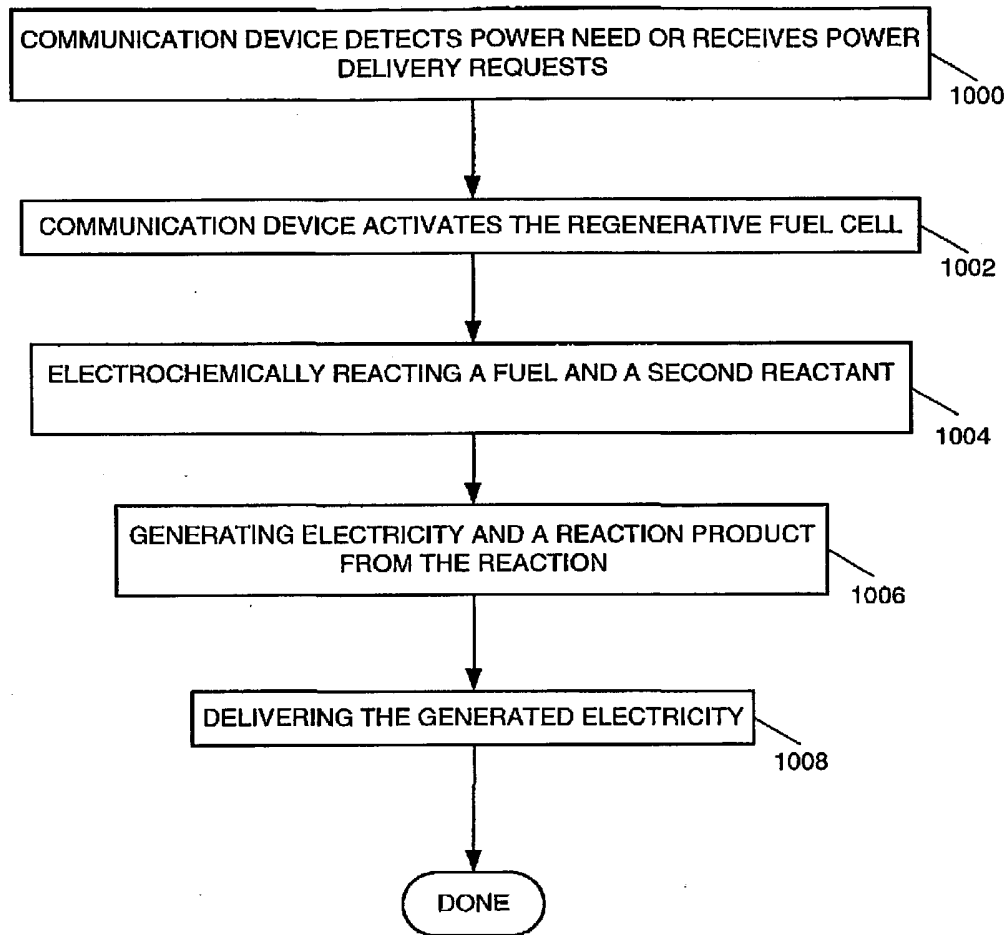 COMMUNICATION DEVICE DETECTS POWER NEED OR RECEIVES POWER
DELIVERY REQUESTS
1000
COMMUNICATION DEVICE ACTIVATES THE REGENERATIVE FUEL CELL
1002
ELECTROCHEMICALLY REACTING A FUEL AND A SECOND REACTANT
1004
GENERATING ELECTRICITY AND A REACTION PRODUCT
FROM THE REACTION
1006
DELIVERING THE GENERATED ELECTRICITY
1008
DONE